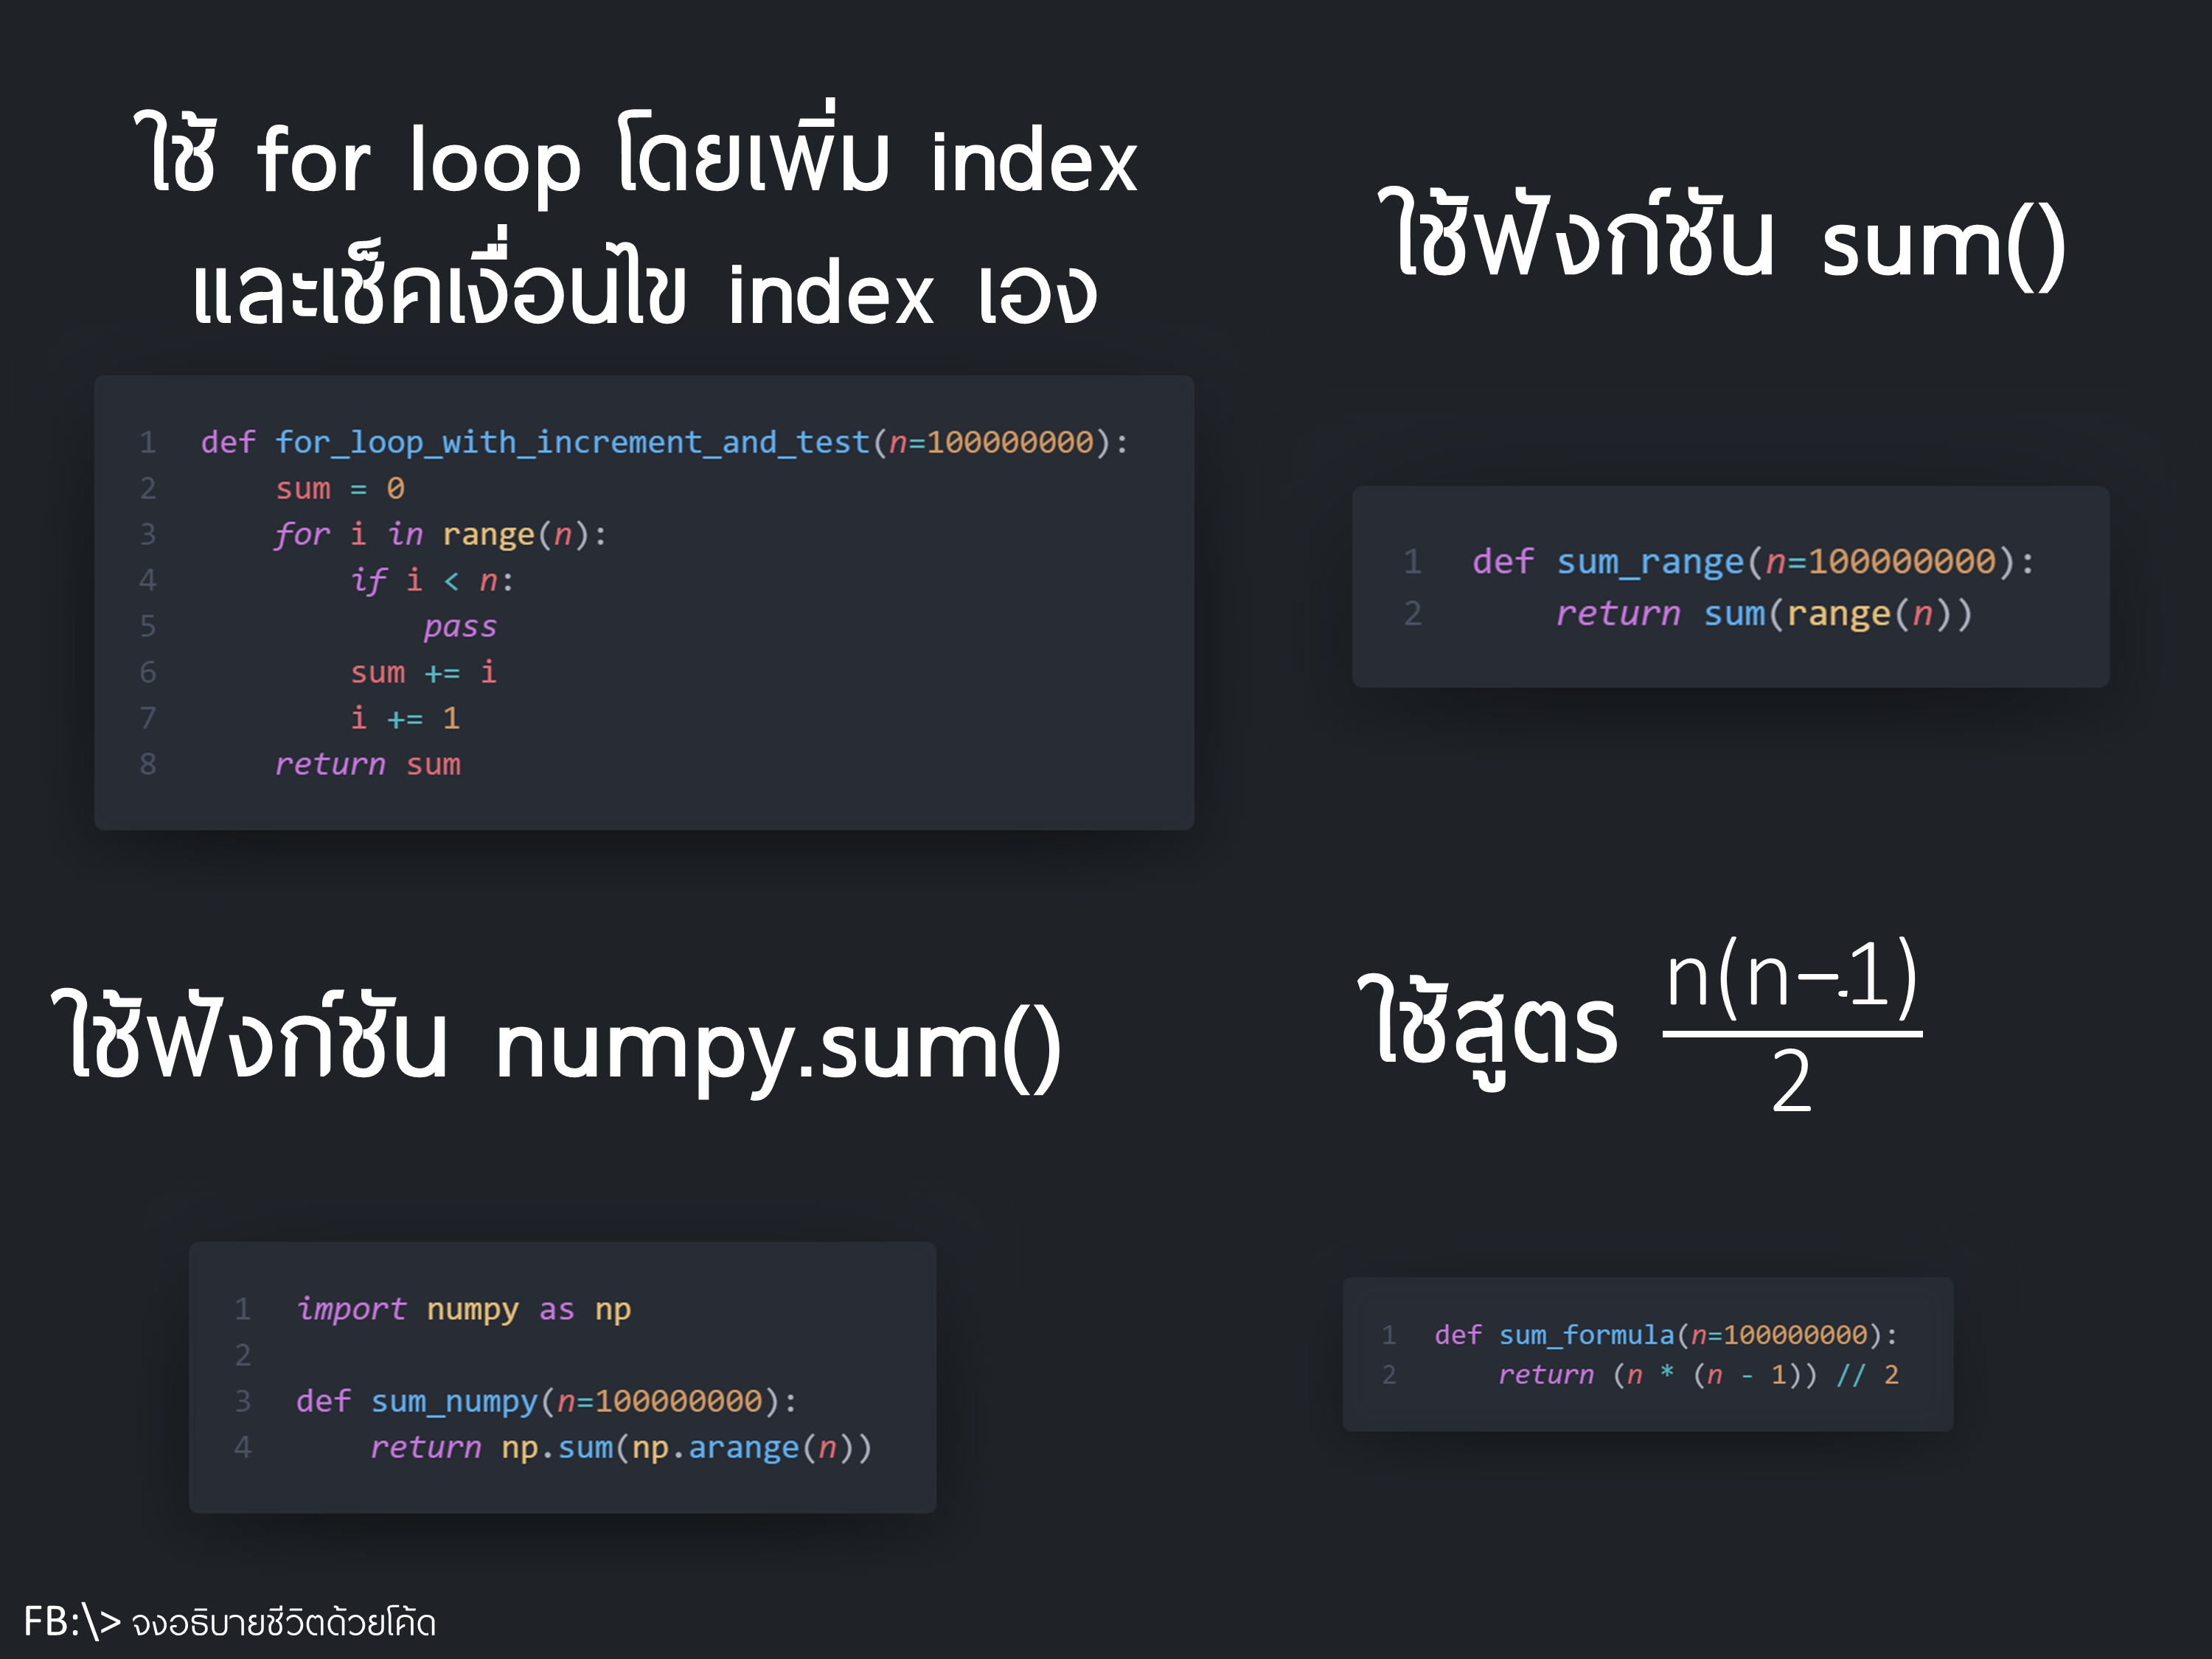 ใช้ for loop โดยเพิ่ม index
และเช็คเงื่อนไข index เอง
1 def for_loop_with_increment_and_test(n=100000000):
2     sum = 0
3     for i in range(n):
4         if i < n:
5             pass
6         sum += i
7         i += 1
8     return sum
ใช้ฟังก์ชัน sum()
1 def sum_range(n=100000000):
2     return sum(range(n))
ใช้ฟังก์ชัน numpy.sum()
1 import numpy as np
2
3 def sum_numpy(n=100000000):
4     return np.sum(np.arange(n))
ใช้สูตร n(n-1)
2
1 def sum_formula(n=100000000):
2     return (n * (n - 1)) // 2
FB:\> จงอธิบายชีวิตด้วยโค้ด